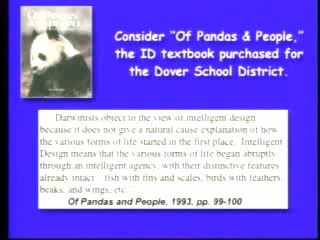 Of Pandas
Consider "Of Pandas & People,"
the ID textbook purchased for
the Dover School District.
Darwinists object to the view of intelligent design
because it does not give a natural cause explanation of how
the various forms of life started in the first place. Intelligent
Design means that the various forms of life began abruptly
through an intelligent agency, with their distinctive features
already intact – fish with fins and scales, birds with feathers
beaks, and wings, etc.
Of Pandas and People, 1993, pp. 99-100